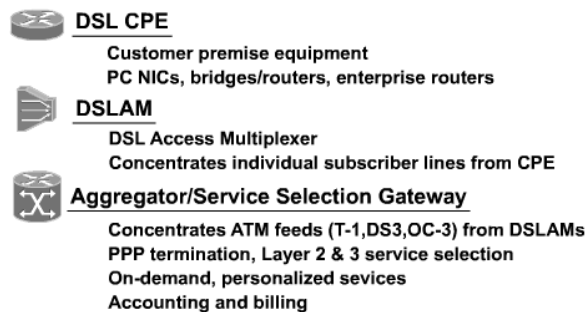 DSL CPE
Customer premise equipment
PC NICs, bridges/routers, enterprise routers
DSLAM
DSL Access Multiplexer
Concentrates individual subscriber lines from CPE
Aggregator/Service Selection Gateway
Concentrates ATM feeds (T-1,DS3,OC-3) from DSLAMs
PPP termination, Layer 2 & 3 service selection
On-demand, personalized sevices
Accounting and billing